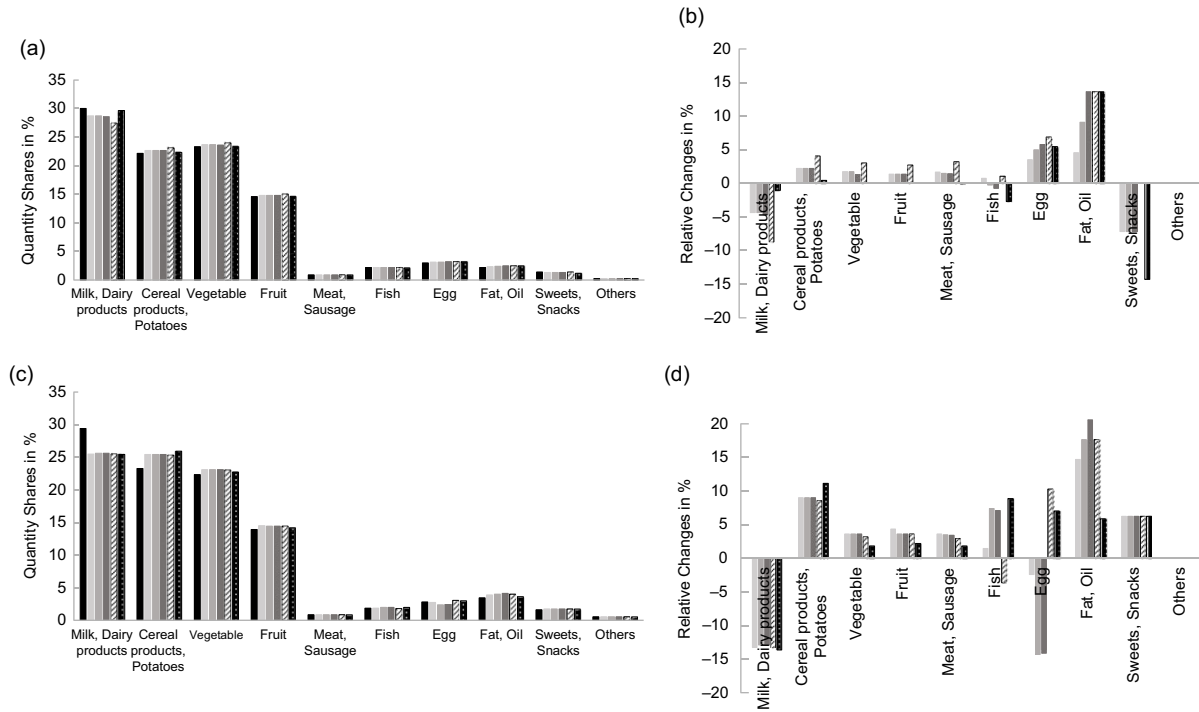 (a)
Quantity Shares in %
35
30
25
20
15
10
5
0
Milk, Dairy
products
Cereal
products,
Potatoes
Vegetable
Fruit
Meat,
Sausage
Fish
Egg
Fat, Oil
Sweets,
Snacks
Others
(b)
Relative Changes in %
20
15
10
5
0
–5
–10
–15
–20
Milk, Dairy products
Cereal products,
Potatoes
Vegetable
Fruit
Meat, Sausage
Fish
Egg
Fat, Oil
Sweets, Snacks
Others
(c)
Quantity Shares in %
35
30
25
20
15
10
5
0
Milk, Dairy
products
Cereal
products,
Potatoes
Vegetable
Fruit
Meat,
Sausage
Fish
Egg
Fat, Oil
Sweets,
Snacks
Others
(d)
Relative Changes in %
20
15
10
5
0
–5
–10
–15
–20
Milk, Dairy products
Cereal products,
Potatoes
Vegetable
Fruit
Meat, Sausage
Fish
Egg
Fat, Oil
Sweets, Snacks
Others